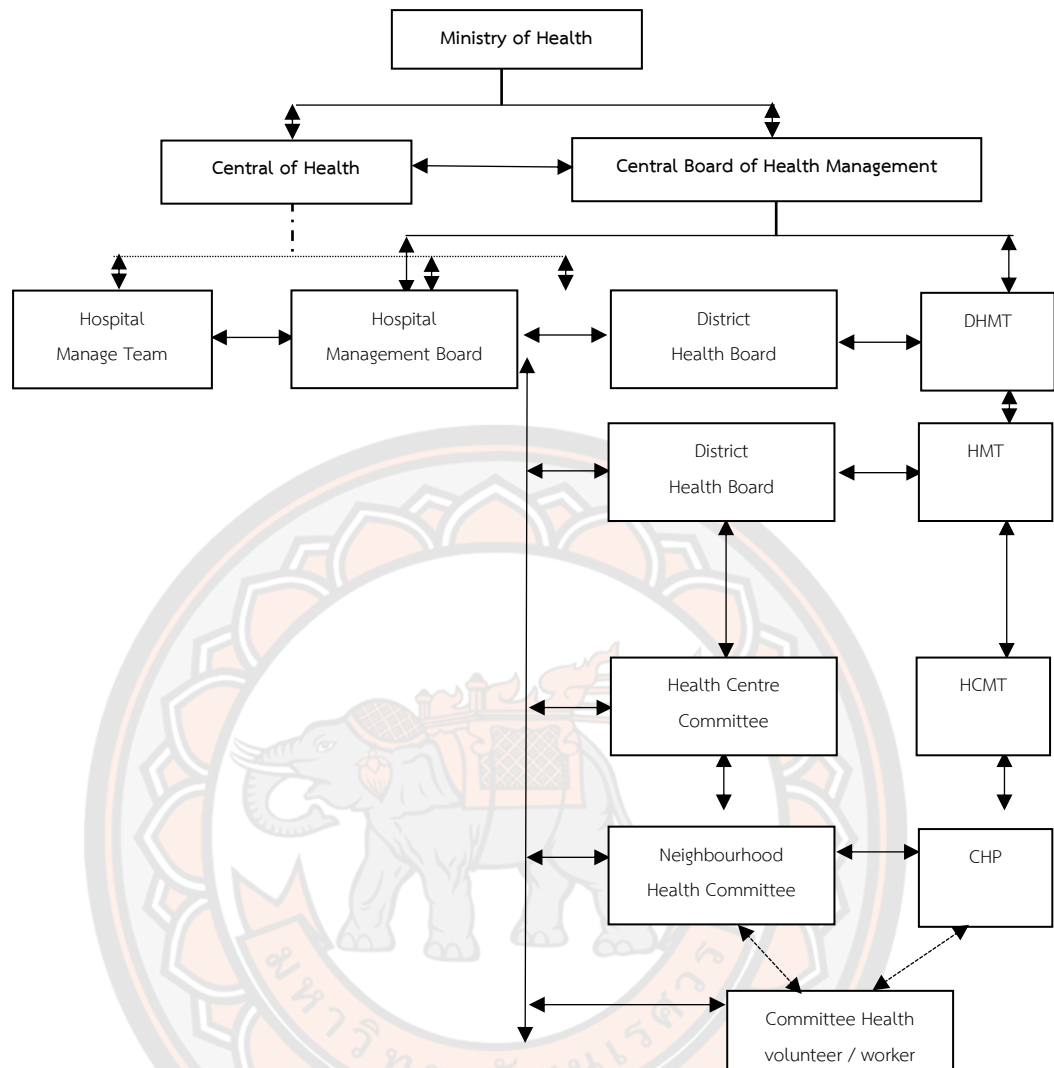 Ministry of Health
Central of Health
Central Board of Health Management
Hospital
Manage Team
Hospital
Management Board
District
Health Board
DHMT
District
Health Board
HMT
Health Centre
Committee
HCMT
Neighbourhood
Health Committee
CHP
Committee Health
volunteer / worker